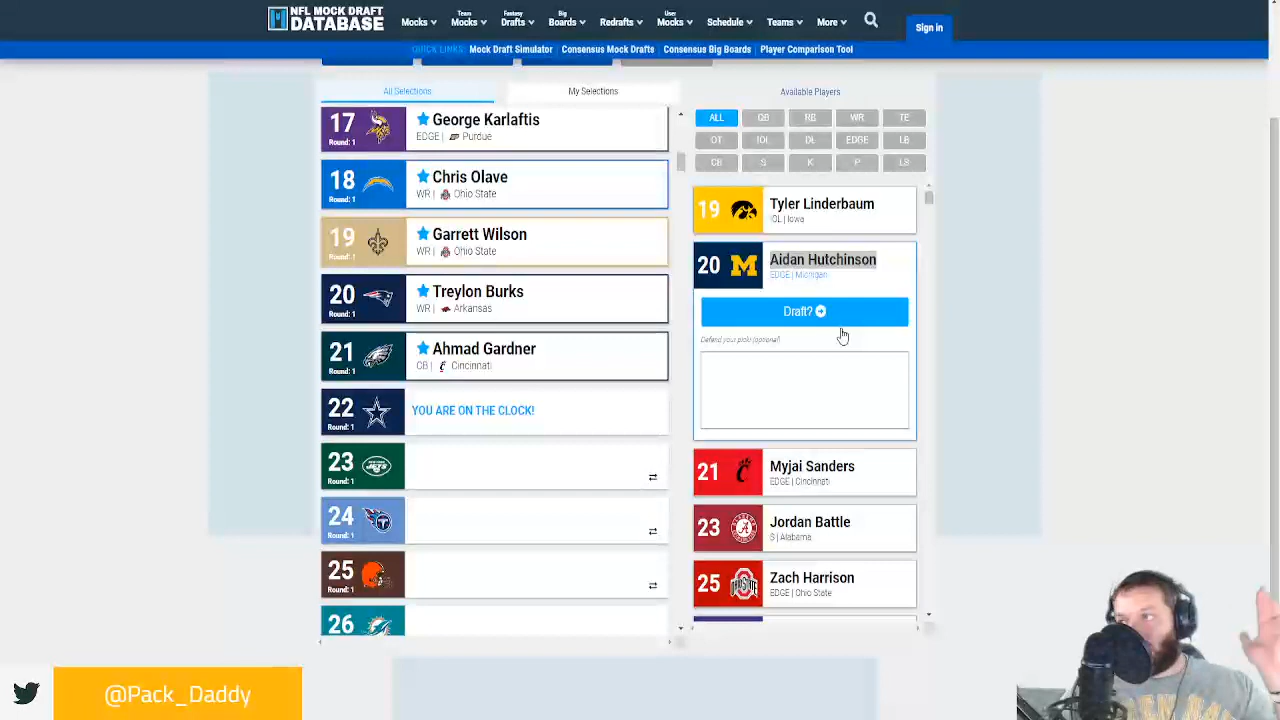 NFL MOCK DRAFT
DATABASE
Mocks
Team
Mocks
Fantasy
Drafts
Big
Boards
Redrafts
User
Mocks
Schedule
Teams
More
Sign in
QUICK LINKS: Mock Draft Simulator Consensus Mock Drafts Consensus Big Boards Player Comparison Tool
All Selections
My Selections
17
Round: 1
George Karlaftis
EDGE | Purdue
18
Round: 1
Chris Olave
WR | Ohio State
19
Round: 1
Garrett Wilson
WR | Ohio State
20
Round: 1
Treylon Burks
WR | Arkansas
21
Round: 1
Ahmad Gardner
CB | Cincinnati
22
Round: 1
YOU ARE ON THE CLOCK!
23
Round: 1
24
Round: 1
25
Round: 1
26
Available Players
ALL QB RB WR TE
OT IOL DL EDGE LB
CB S K P LS
19
Tyler Linderbaum
IOL | Iowa
20
Aidan Hutchinson
EDGE | Michigan
Draft?
Defend your pick! (optional)
21
Myjai Sanders
EDGE | Cincinnati
23
Jordan Battle
S | Alabama
25
Zach Harrison
EDGE | Ohio State
@Pack_Daddy